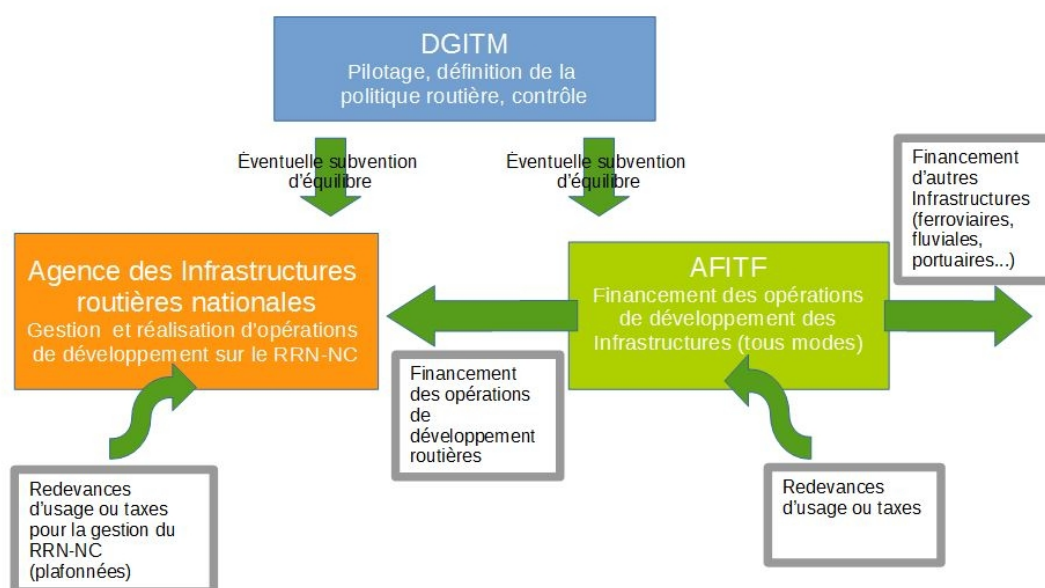 DGITM
Pilotage, définition de la
politique routière, contrôle
Éventuelle subvention
d'équilibre
Éventuelle subvention
d'équilibre
Financement
d'autres
Infrastructures
(ferroviaires,
fluviales,
portuaires...)
Agence des Infrastructures
routières nationales
Gestion et réalisation d'opérations
de développement sur le RRN-NC
AFITF
Financement des opérations
de développement des
Infrastructures (tous modes)
Financement
des opérations
de
développement
routières
Redevances
d'usage ou taxes
pour la gestion du
RRN-NC
(plafonnées)
Redevances
d'usage ou taxes